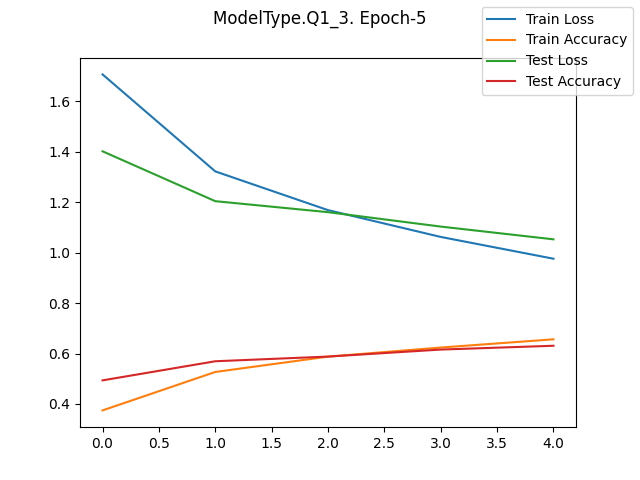 ModelType.Q1_3. Epoch-5
Train Loss
Train Accuracy
Test Loss
Test Accuracy
1.6
1.4
1.2
1.0
0.8
0.6
0.4
0.0 0.5 1.0 1.5 2.0 2.5 3.0 3.5 4.0